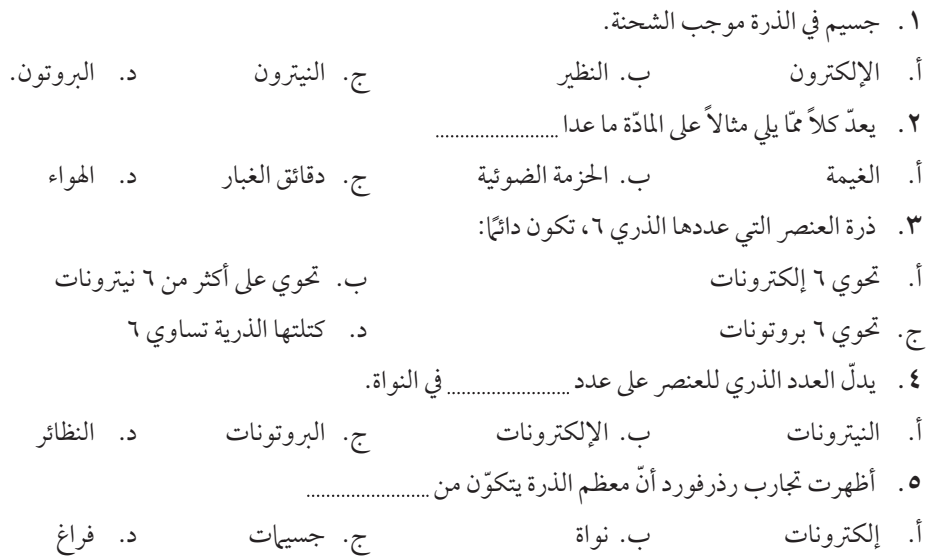 ١. جسيم في الذرة موجب الشحنة.
أ. الإلكترون ب. النظير ج. النيترون د. البروتون.
٢. يعدّ كلاً ممّا يلي مثالاً على المادّة ما عدا ..........................
أ. الغيمة ب. الحزمة الضوئية ج. دقائق الغبار د. الهواء
٣. ذرة العنصر التي عددها الذري ٦، تكون دائمًا:
أ. تحوي ٦ إلكترونات ب. تحوي على أكثر من ٦ نيترونات
ج. تحوي ٦ بروتونات د. كتلتها الذرية تساوي ٦
٤. يدلّ العدد الذري للعنصر على عدد .......................... في النواة.
أ. النيترونات ب. الإلكترونات ج. البروتونات د. النظائر
٥. أظهرت تجارب رذرفورد أنّ معظم الذرة يتكوّن من ..........................
أ. إلكترونات ب. نواة ج. جسيمات د. فراغ